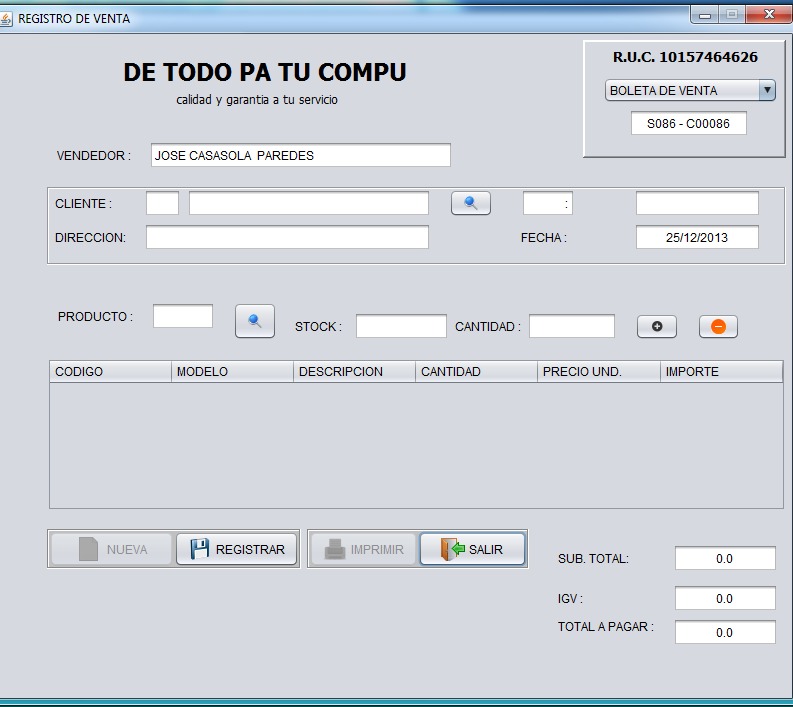 REGISTRO DE VENTA
DE TODO PA TU COMPU
calidad y garantia a tu servicio
R.U.C. 10157464626
BOLETA DE VENTA
S086 - C00086
VENDEDOR : JOSE CASASOLA PAREDES
CLIENTE : :
DIRECCION: FECHA : 25/12/2013
PRODUCTO : STOCK : CANTIDAD :
CODIGO MODELO DESCRIPCION CANTIDAD PRECIO UND. IMPORTE
NUEVA REGISTRAR IMPRIMIR SALIR
SUB. TOTAL: 0.0
IGV : 0.0
TOTAL A PAGAR : 0.0